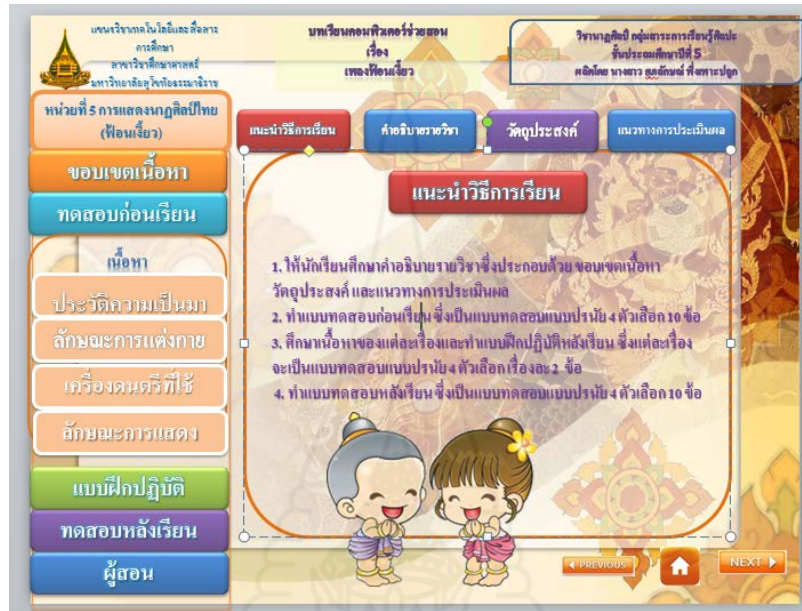 แขนงวิชาเทคโนโลยีและสื่อสาร
การศึกษา
สาขาวิชาศึกษาศาสตร์
มหาวิทยาลัยสุโขทัยธรรมาธิราช
บทเรียนคอมพิวเตอร์ช่วยสอน
เรื่อง
เพลงฟ้อนเงี้ยว
วิชานาฏศิลป์ กลุ่มสาระการเรียนรู้ศิลปะ
ชั้นประถมศึกษาปีที่ 5
ผลิตโดย นางสาว
หน่วยที่ 5 การแสดงนาฏศิลป์ไทย
(ฟ้อนเงี้ยว)
แนะนำวิธีการเรียน
คำอธิบายรายวิชา
วัตถุประสงค์
แนวทางการประเมินผล
ขอบเขตเนื้อหา
ทดสอบก่อนเรียน
เนื้อหา
ประวัติความเป็นมา
ลักษณะการแต่งกาย
เครื่องดนตรีที่ใช้
ลักษณะการแสดง
แบบฝึกปฏิบัติ
ทดสอบหลังเรียน
ผู้สอน
แนะนำวิธีการเรียน
1. ให้นักเรียนศึกษาคำอธิบายรายวิชาซึ่งประกอบด้วย ขอบเขตเนื้อหา
วัตถุประสงค์ และแนวทางการประเมินผล
2. ทำแบบทดสอบก่อนเรียน ซึ่งเป็นแบบทดสอบแบบปรนัย 4 ตัวเลือก 10 ข้อ
3. ศึกษาเนื้อหาของแต่ละเรื่องและทำแบบฝึกปฏิบัติหลังเรียน ซึ่งแต่ละเรื่อง
จะเป็นแบบทดสอบแบบปรนัย 4 ตัวเลือก เรื่องละ 2 ข้อ
4. ทำแบบทดสอบหลังเรียน ซึ่งเป็นแบบทดสอบแบบปรนัย 4 ตัวเลือก 10 ข้อ
PREVIOUS
NEXT